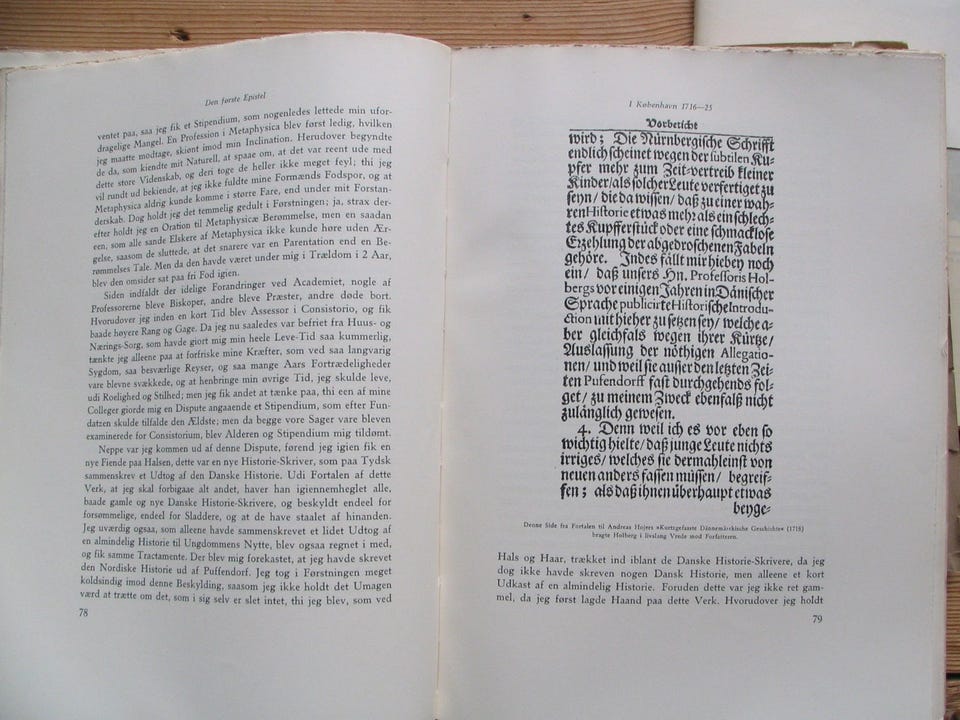 Den første Epistel
ventet paa, saa jeg fik et Stipendium, som nogenledes lettede min ufor-
dragelige Mangel. En Profession i Metaphysica blev først ledig, hvilken
jeg maatte modtage, skiønt imod min Inclination. Herudover begyndte
de da, som kiendte mit Naturell, at spaae om, at det var reent ude med
dette store Videnskab, og deri toge de heller ikke meget feyl; thi jeg
vil rundt ud bekiende, at jeg ikke fuldte mine Formænds Fodspor, og at
Metaphysica aldrig kunde komme i større Fare, end under mit Forstan-
derskab. Dog holdt jeg det temmelig gedult i Førstningen; ja, strax der-
efter holdt jeg en Oration til Metaphysicæ Berømmelse, men en saadan
een, som alle sande Elskere af Metaphysica ikke kunde høre uden Ær-
gelse, saasom de sluttede, at det snarere var en Parentation end en Be-
rømmelses Tale. Men da den havde været under mig i Trældom i 2 Aar,
blev den omsider sat paa fri Fod igien.
Siden indfaldt der idelige Forandringer ved Academiet, nogle af
Professorerne bleve Biskoper, andre bleve Præster, andre døde bort.
Hvorudover jeg inden en kort Tid blev Assessor i Consistorio, og fik
baade høyere Rang og Gage. Da jeg nu saaledes var befriet fra Huus- og
Nærings-Sorg, som havde giort mig min heele Leve-Tid saa kummerlig,
tænkte jeg alleene paa at forfriske mine Kræfter, som ved saa langvarig
Sygdom, saa besværlige Reyser, og saa mange Aars Fortrædeligheder
vare blevne svækkede, og at henbringe min øvrige Tid, jeg skulde leve,
udi Roelighed og Stilhed; men jeg fik andet at tænke paa, thi een af mine
Colleger giorde mig en Dispute angaaende et Stipendium, som efter Fun-
datzen skulde tilfalde den Ældste; men da begge vore Sager vare bleven
examinerede for Consistorium, blev Alderen og Stipendium mig tildømt.
Neppe var jeg kommen ud af denne Dispute, førend jeg igien fik en
nye Fiende paa Halsen, dette var en nye Historie-Skriver, som paa Tydsk
sammenskrev et Udtog af den Danske Historie. Udi Fortalen af dette
Verk, at jeg skal forbigaae alt andet, haver han igiennemheglet alle,
baade gamle og nye Danske Historie-Skrivere, og beskyldt endeel for
forsømmelige, endeel for Sladdere, og at de have staalet af hinanden.
Jeg uværdig ogsaa, som alleene havde sammenskrevet et lidet Udtog af
en almindelig Historie til Ungdommens Nytte, blev ogsaa regnet i med,
og fik samme Tractamente. Der blev mig forekastet, at jeg havde skrevet
den Nordiske Historie ud af Puffendorf. Jeg tog i Førstningen meget
koldsindig imod denne Beskylding, saasom jeg ikke holdt det Umagen
værd at trætte om det, som i sig selv er slet intet, thi jeg blev, som ved
78
I København 1716—25
Vorbericht
wird; Die Nürnbergische Schrifft
endlich scheinet wegen der subtilen Ku-
pfer mehr zum Zeit-vertreib kleiner
Kinder/ als solcher Leute verfertiget zu
seyn/ die da wissen/ daß zu einer wah-
ren Historie etwas mehr als ein schlech-
tes Kupfferstück oder eine schmacklose
Erzehlung der abgedroschenen Fabeln
gehöre. Indes fällt mir hiebey noch
ein/ daß unsers Hn. Professoris Hol-
bergs vor einigen Jahren in Dänischer
Sprache publicirte Historische Introdu-
ction mit hieher zu setzen sey/ welche a-
ber gleichfals wegen ihrer Kürtze/
Auslassung der nöthigen Allegatio-
nen/ und weil sie ausser den letzten Zei-
ten Pufendorff fast durchgehends fol-
get/ zu meinem Zweck ebenfalß nicht
zulänglich gewesen.
4. Denn weil ich es vor eben so
wichtig hielte/ daß junge Leute nichts
irriges/ welches sie dermahleinst von
neuen anders fassen müssen/ begreif-
fen; als daß ihnen überhaupt etwas
beyge-
Denne Side fra Fortalen til Andreas Hojers »Kurtzgefasste Dännemärckische Geschichte« (1718)
bragte Holberg i livslang Vrede mod Forfatteren.
Hals og Haar, trækket ind iblant de Danske Historie-Skrivere, da jeg
dog ikke havde skreven nogen Dansk Historie, men alleene et kort
Udkast af en almindelig Historie. Foruden dette var jeg ikke ret gam-
mel, da jeg først lagde Haand paa dette Verk. Hvorudover jeg holdt
79